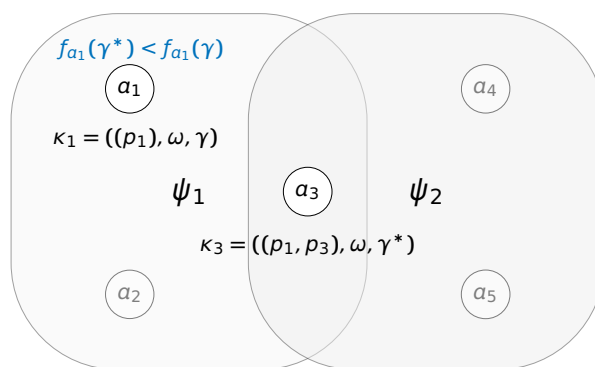 f_{a_1}(γ*) < f_{a_1}(γ)
a_1
a_4
κ_1 = ((p_1), ω, γ)
ψ_1
a_3
ψ_2
κ_3 = ((p_1, p_3), ω, γ*)
a_2
a_5